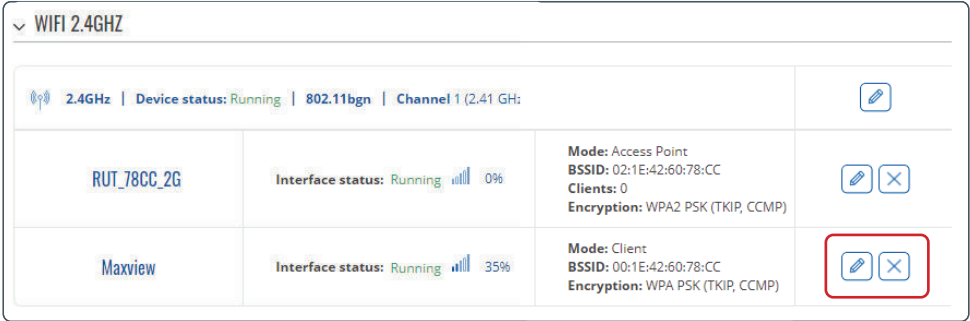 WIFI 2.4GHZ
2.4GHz | Device status: Running | 802.11bgn | Channel 1 (2.41 GHz
RUT_78CC_2G
Interface status: Running 0%
Mode: Access Point
BSSID: 02:1E:42:60:78:CC
Clients: 0
Encryption: WPA2 PSK (TKIP, CCMP)
Maxview
Interface status: Running 35%
Mode: Client
BSSID: 00:1E:42:60:78:CC
Encryption: WPA PSK (TKIP, CCMP)